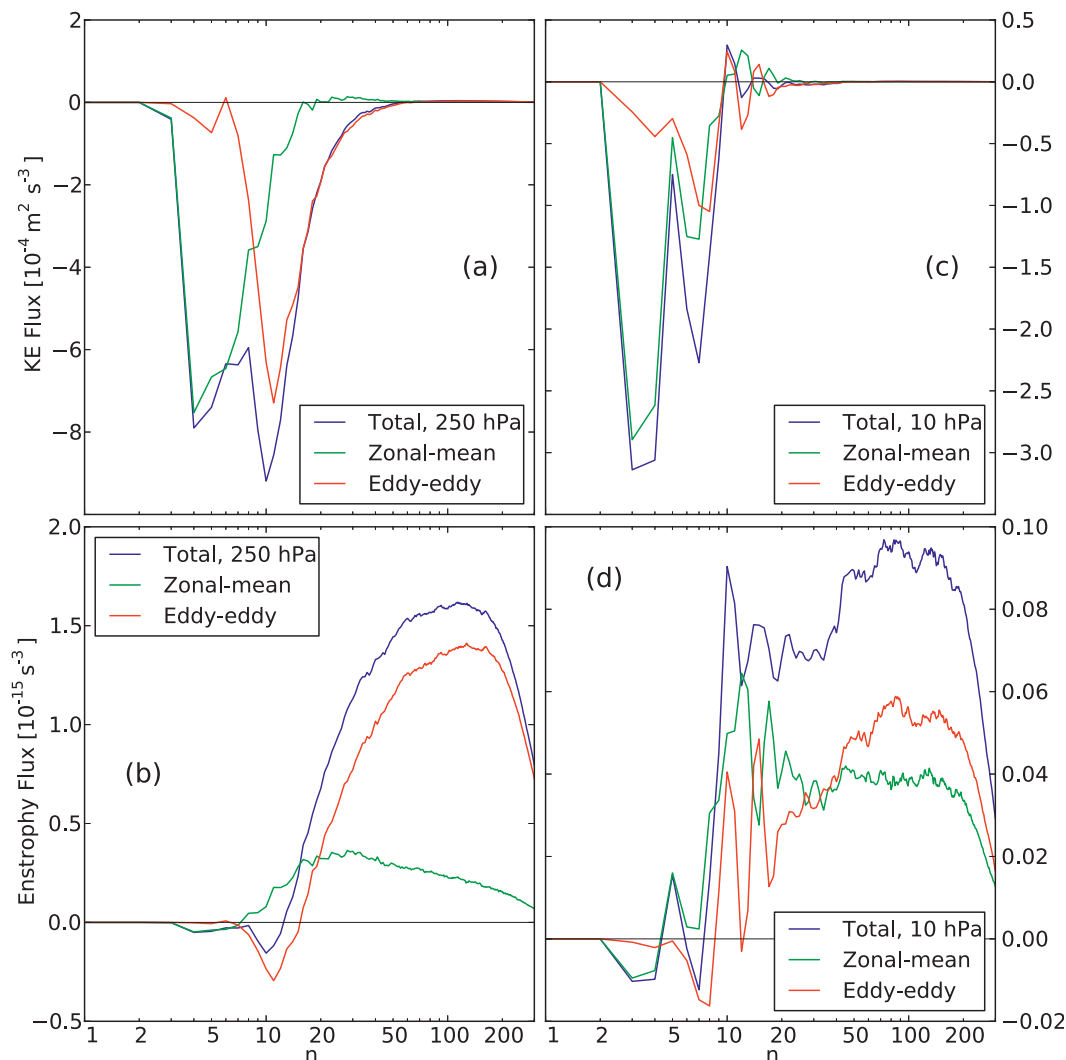 2
0
−2
−4
−6
−8
KE Flux [10⁻⁴ m² s⁻³]
(a)
Total, 250 hPa
Zonal-mean
Eddy-eddy
0.5
0.0
−0.5
−1.0
−1.5
−2.0
−2.5
−3.0
(c)
Total, 10 hPa
Zonal-mean
Eddy-eddy
2.0
1.5
1.0
0.5
0.0
−0.5
Enstrophy Flux [10⁻¹⁵ s⁻³]
Total, 250 hPa
Zonal-mean
Eddy-eddy
(b)
1 2 5 10 20 50 100 200
n
0.10
0.08
0.06
0.04
0.02
0.00
−0.02
(d)
Total, 10 hPa
Zonal-mean
Eddy-eddy
1 2 5 10 20 50 100 200
n